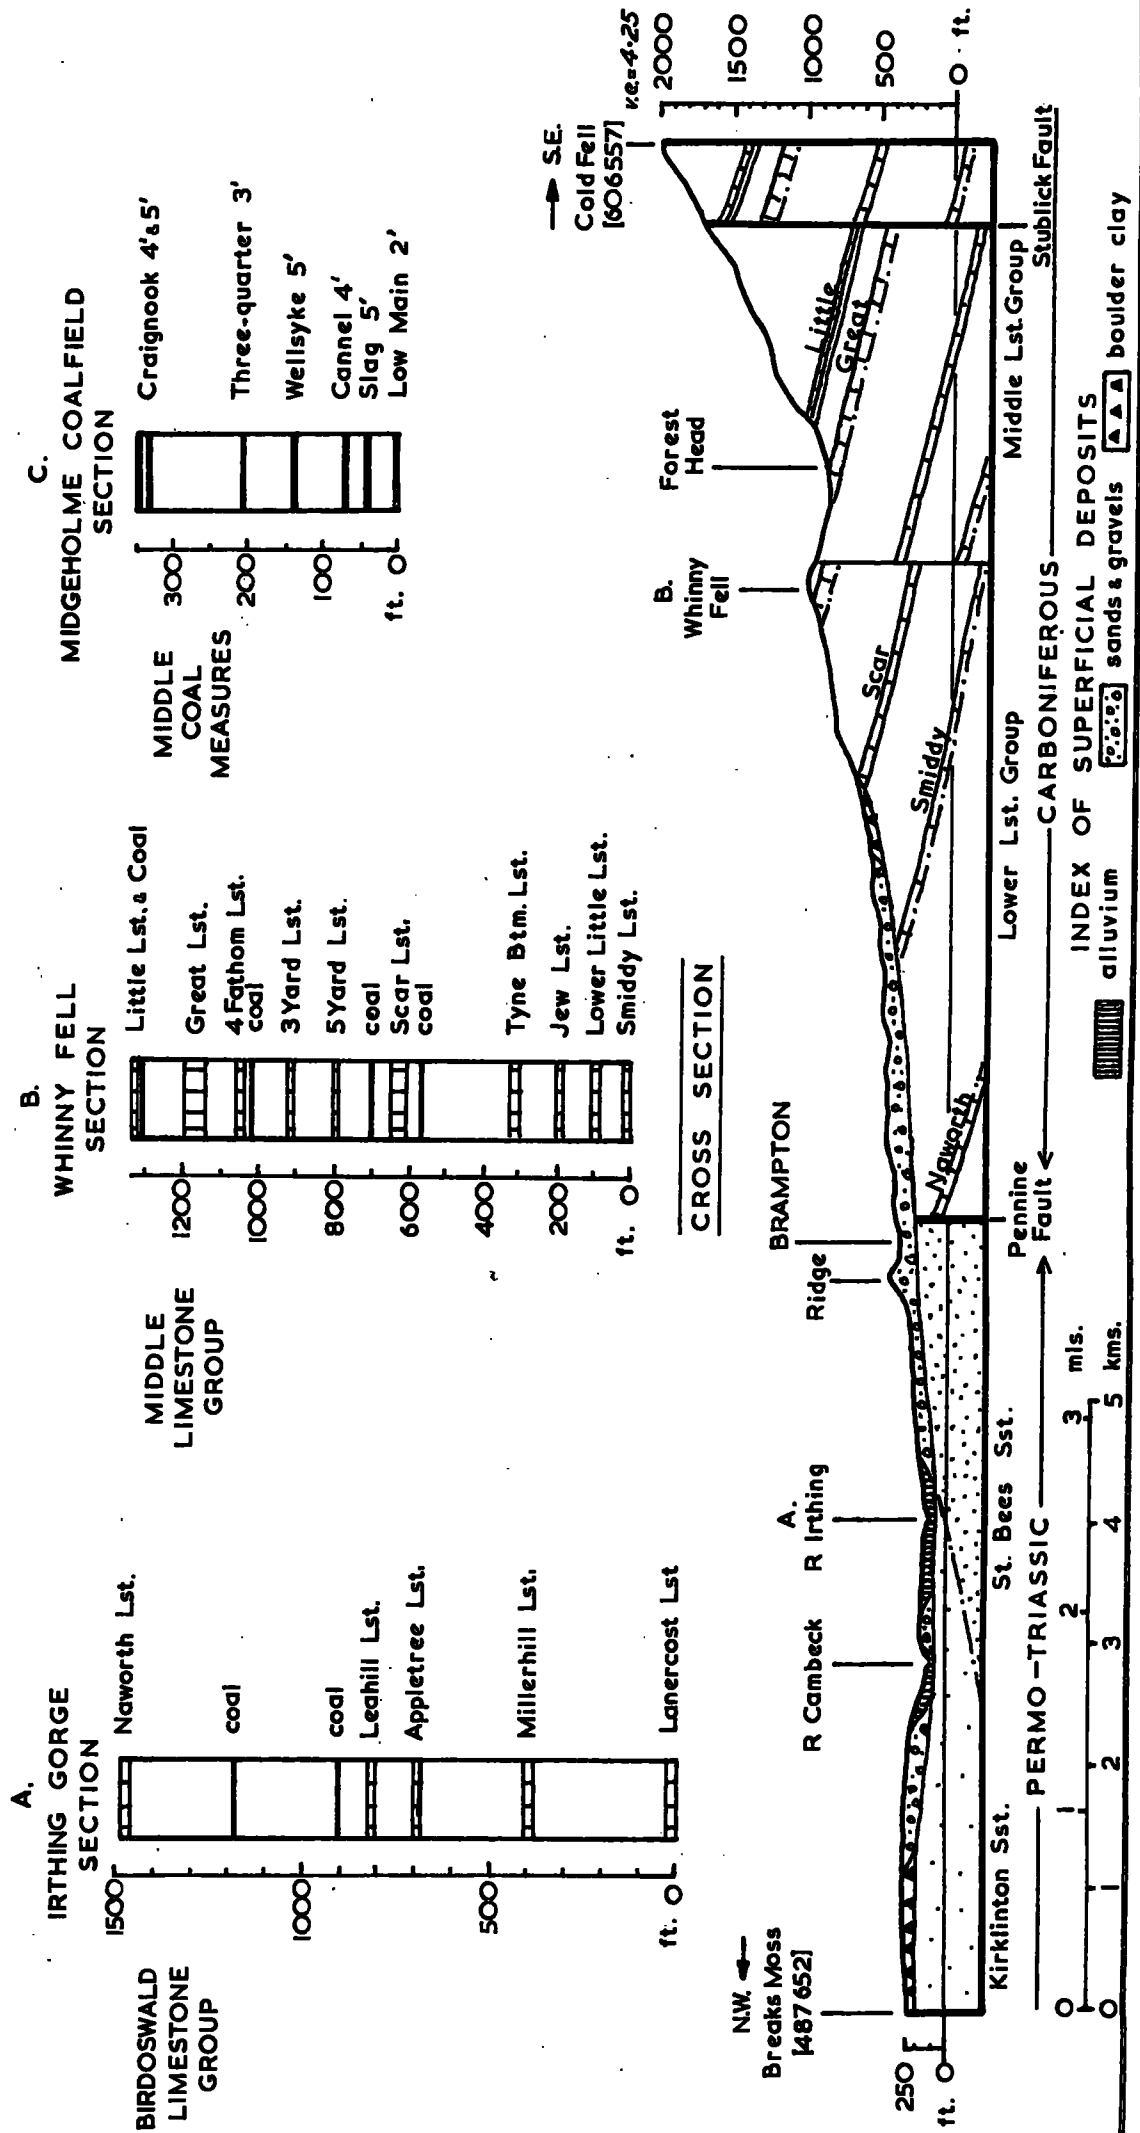 A.
IRTHING GORGE
SECTION
BIRDOSWALD
LIMESTONE
GROUP
1500
1000
500
ft. 0
Naworth Lst.
coal
coal
Leahill Lst.
Appletree Lst.
Millerhill Lst.
Lanercost Lst
B.
WHINNY FELL
SECTION
MIDDLE
LIMESTONE
GROUP
1200
1000
800
600
400
200
ft. 0
Little Lst. & Coal
Great Lst.
4 Fathom Lst.
coal
3 Yard Lst.
5 Yard Lst.
coal
Scar Lst.
coal
Tyne Btm. Lst.
Jew Lst.
Lower Little Lst.
Smiddy Lst.
C.
MIDGEHOLME COALFIELD
SECTION
MIDDLE
COAL
MEASURES
300
200
100
ft. 0
Craignook 4'&5'
Three-quarter 3'
Wellsyke 5'
Cannel 4'
Slag 5'
Low Main 2'
CROSS SECTION
N.W.
Breaks Moss
[487 652]
250
ft. 0
R Cambeck
A.
R Irthing
Ridge
BRAMPTON
B.
Whinny
Fell
Forest
Head
S.E.
Cold Fell
[606557]
v.e.=4.25
2000
1500
1000
500
0 ft.
Naworth
Smiddy
Scar
Great
Little
Kirklinton Sst.
St. Bees Sst.
Pennine
Fault
Lower Lst. Group
Middle Lst. Group
Stublick Fault
PERMO-TRIASSIC
CARBONIFEROUS
0 1 2 3 mls.
0 1 2 3 4 5 kms.
INDEX OF SUPERFICIAL DEPOSITS
alluvium
sands & gravels
boulder clay